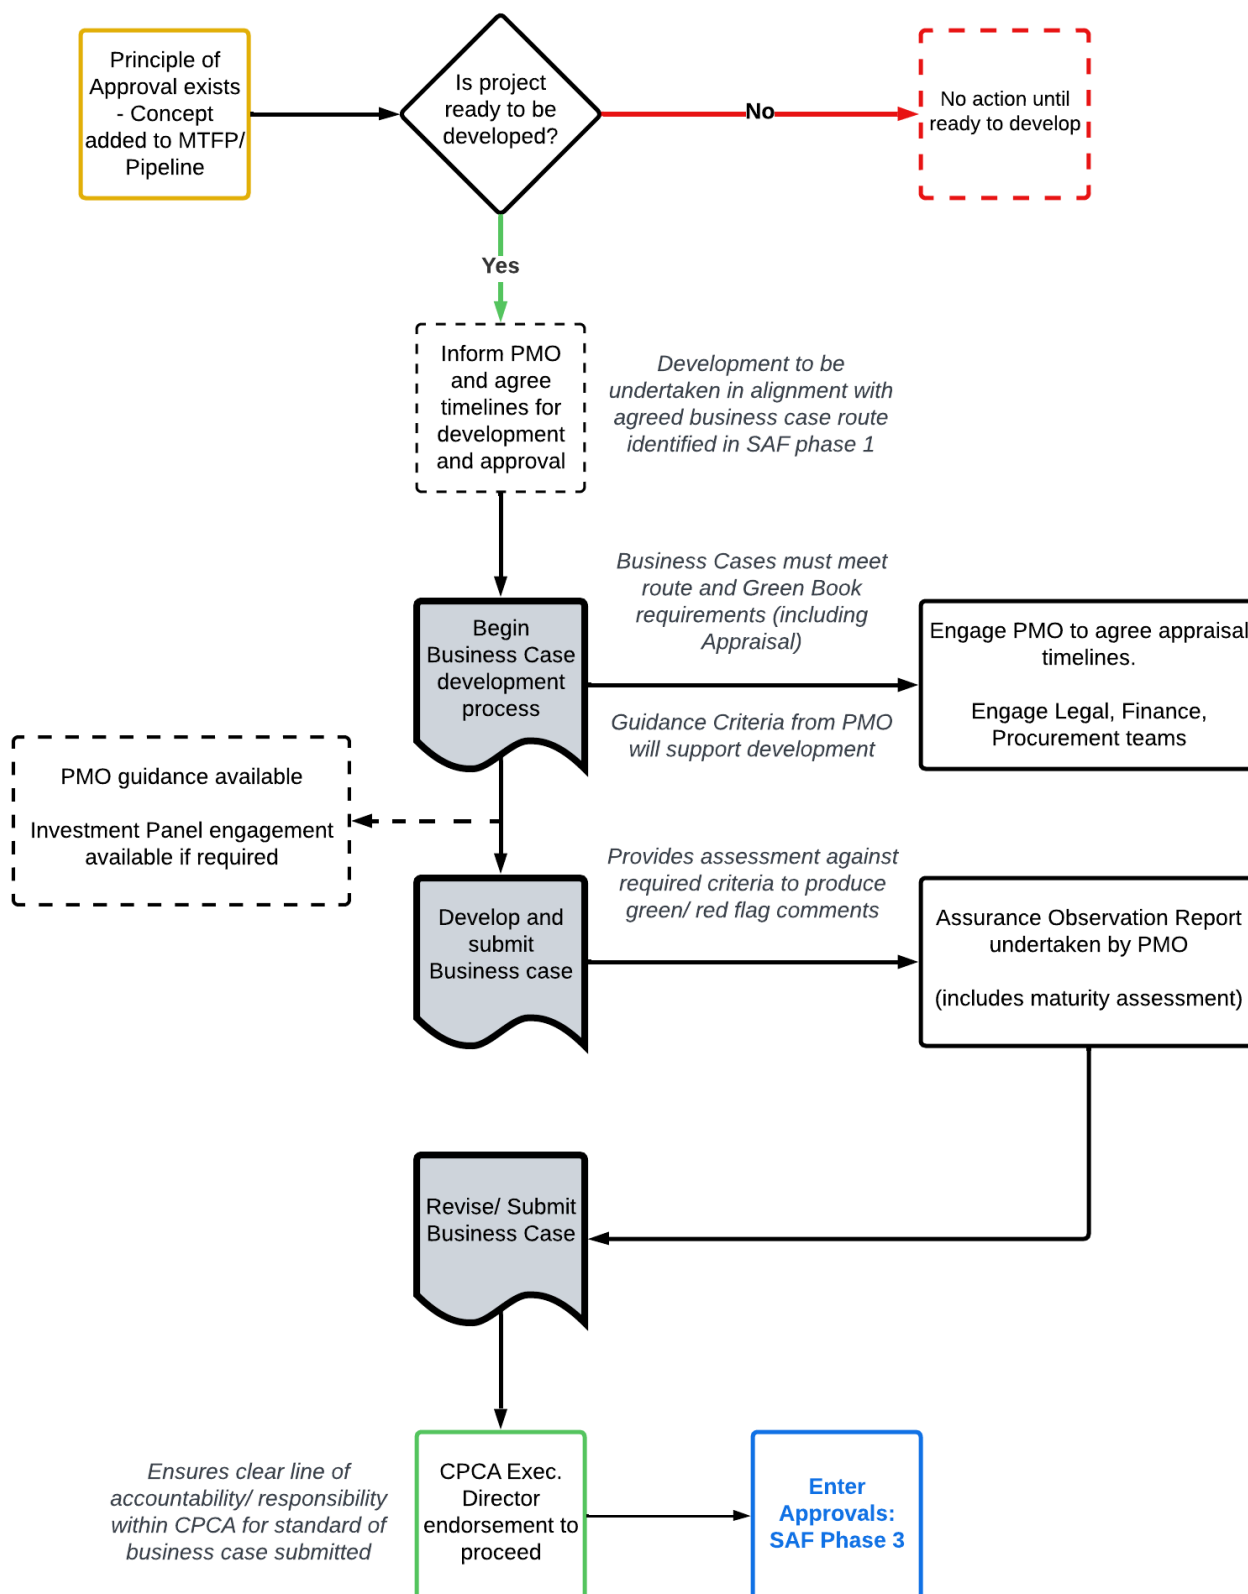 Principle of
Approval exists
- Concept
added to MTFP/
Pipeline
Is project
ready to be
developed?
No
No action until
ready to develop
Yes
Inform PMO
and agree
timelines for
development
and approval
Development to be
undertaken in alignment with
agreed business case route
identified in SAF phase 1
Business Cases must meet
route and Green Book
requirements (including
Appraisal)
Begin
Business Case
development
process
Guidance Criteria from PMO
will support development
Engage PMO to agree appraisal
timelines.
Engage Legal, Finance,
Procurement teams
PMO guidance available
Investment Panel engagement
available if required
Provides assessment against
required criteria to produce
green/ red flag comments
Develop and
submit
Business case
Assurance Observation Report
undertaken by PMO
(includes maturity assessment)
Revise/ Submit
Business Case
Ensures clear line of
accountability/ responsibility
within CPCA for standard of
business case submitted
CPCA Exec.
Director
endorsement to
proceed
Enter
Approvals:
SAF Phase 3